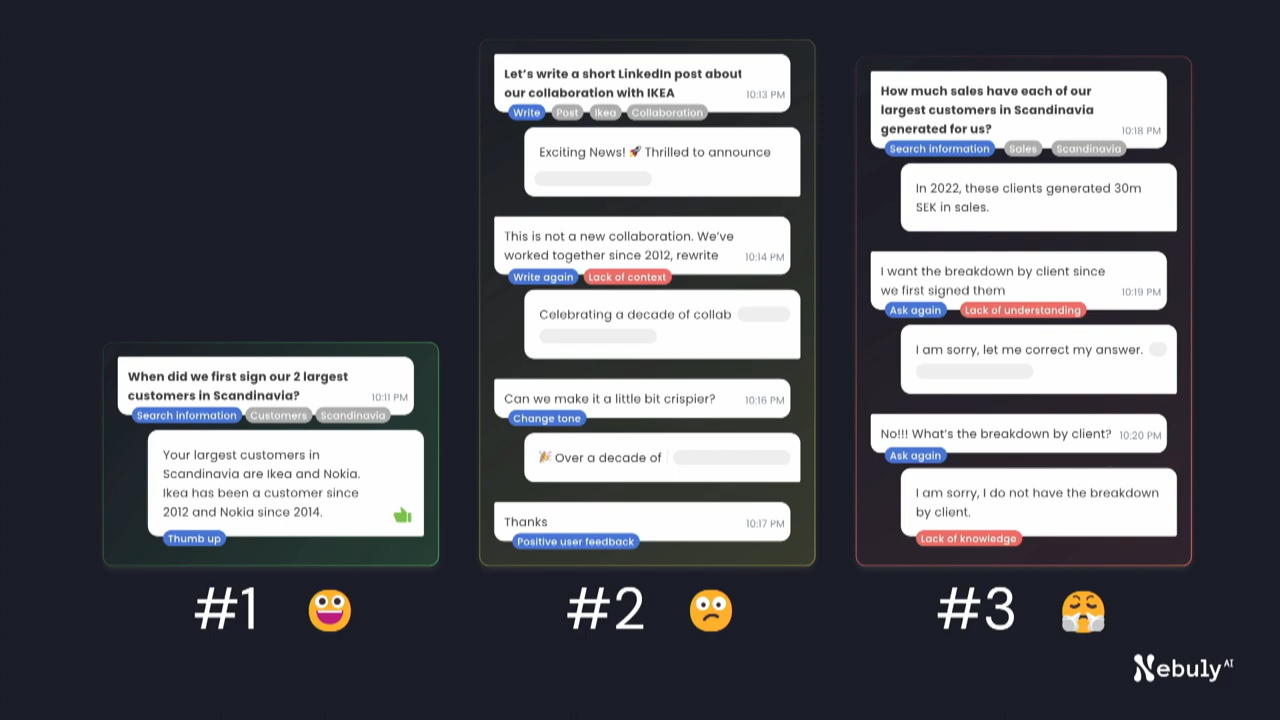 When did we first sign our 2 largest
customers in Scandinavia?
10:11 PM
Search information
Customers
Scandinavia
Your largest customers in
Scandinavia are Ikea and Nokia.
Ikea has been a customer since
2012 and Nokia since 2014.
Thumb up
#1
Let's write a short LinkedIn post about
our collaboration with IKEA
10:13 PM
Write
Post
Ikea
Collaboration
Exciting News! 🚀 Thrilled to announce
This is not a new collaboration. We've
worked together since 2012, rewrite
10:14 PM
Write again
Lack of context
Celebrating a decade of collab
Can we make it a little bit crispier?
10:16 PM
Change tone
🎉 Over a decade of
Thanks
10:17 PM
Positive user feedback
#2
How much sales have each of our
largest customers in Scandinavia
generated for us?
10:18 PM
Search information
Sales
Scandinavia
In 2022, these clients generated 30m
SEK in sales.
I want the breakdown by client since
we first signed them
10:19 PM
Ask again
Lack of understanding
I am sorry, let me correct my answer.
No!!! What's the breakdown by client?
10:20 PM
Ask again
I am sorry, I do not have the breakdown
by client.
Lack of knowledge
#3
Nebuly AI